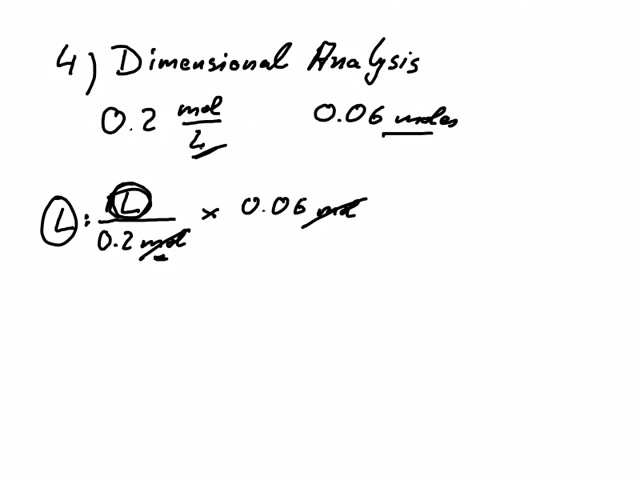 4) Dimensional Analysis
0.2 mol/L 0.06 moles
L: L/0.2 mol × 0.06 mol